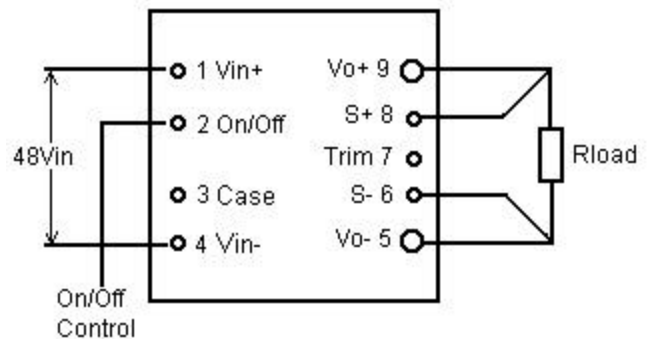 1 Vin+
Vo+ 9
2 On/Off
S+ 8
48Vin
Trim 7
Rload
3 Case
S- 6
4 Vin-
Vo- 5
On/Off
Control